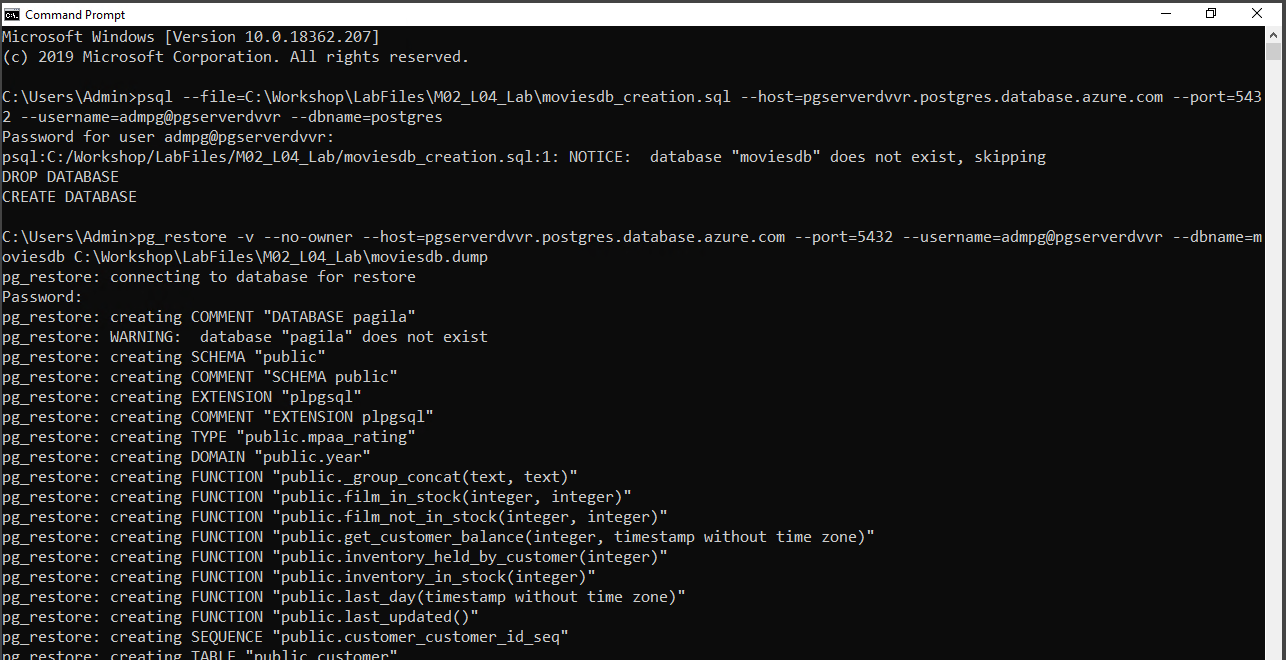 Command Prompt
Microsoft Windows [Version 10.0.18362.207]
(c) 2019 Microsoft Corporation. All rights reserved.
C:\Users\Admin>psql --file=C:\Workshop\LabFiles\M02_L04_Lab\moviesdb_creation.sql --host=pgserverdvvr.postgres.database.azure.com --port=543
2 --username=admpg@pgserverdvvr --dbname=postgres
Password for user admpg@pgserverdvvr:
psql:C:/Workshop/LabFiles/M02_L04_Lab/moviesdb_creation.sql:1: NOTICE:  database "moviesdb" does not exist, skipping
DROP DATABASE
CREATE DATABASE
C:\Users\Admin>pg_restore -v --no-owner --host=pgserverdvvr.postgres.database.azure.com --port=5432 --username=admpg@pgserverdvvr --dbname=m
oviesdb C:\Workshop\LabFiles\M02_L04_Lab\moviesdb.dump
pg_restore: connecting to database for restore
Password:
pg_restore: creating COMMENT "DATABASE pagila"
pg_restore: WARNING:  database "pagila" does not exist
pg_restore: creating SCHEMA "public"
pg_restore: creating COMMENT "SCHEMA public"
pg_restore: creating EXTENSION "plpgsql"
pg_restore: creating COMMENT "EXTENSION plpgsql"
pg_restore: creating TYPE "public.mpaa_rating"
pg_restore: creating DOMAIN "public.year"
pg_restore: creating FUNCTION "public._group_concat(text, text)"
pg_restore: creating FUNCTION "public.film_in_stock(integer, integer)"
pg_restore: creating FUNCTION "public.film_not_in_stock(integer, integer)"
pg_restore: creating FUNCTION "public.get_customer_balance(integer, timestamp without time zone)"
pg_restore: creating FUNCTION "public.inventory_held_by_customer(integer)"
pg_restore: creating FUNCTION "public.inventory_in_stock(integer)"
pg_restore: creating FUNCTION "public.last_day(timestamp without time zone)"
pg_restore: creating FUNCTION "public.last_updated()"
pg_restore: creating SEQUENCE "public.customer_customer_id_seq"
pg_restore: creating TABLE "public.customer"